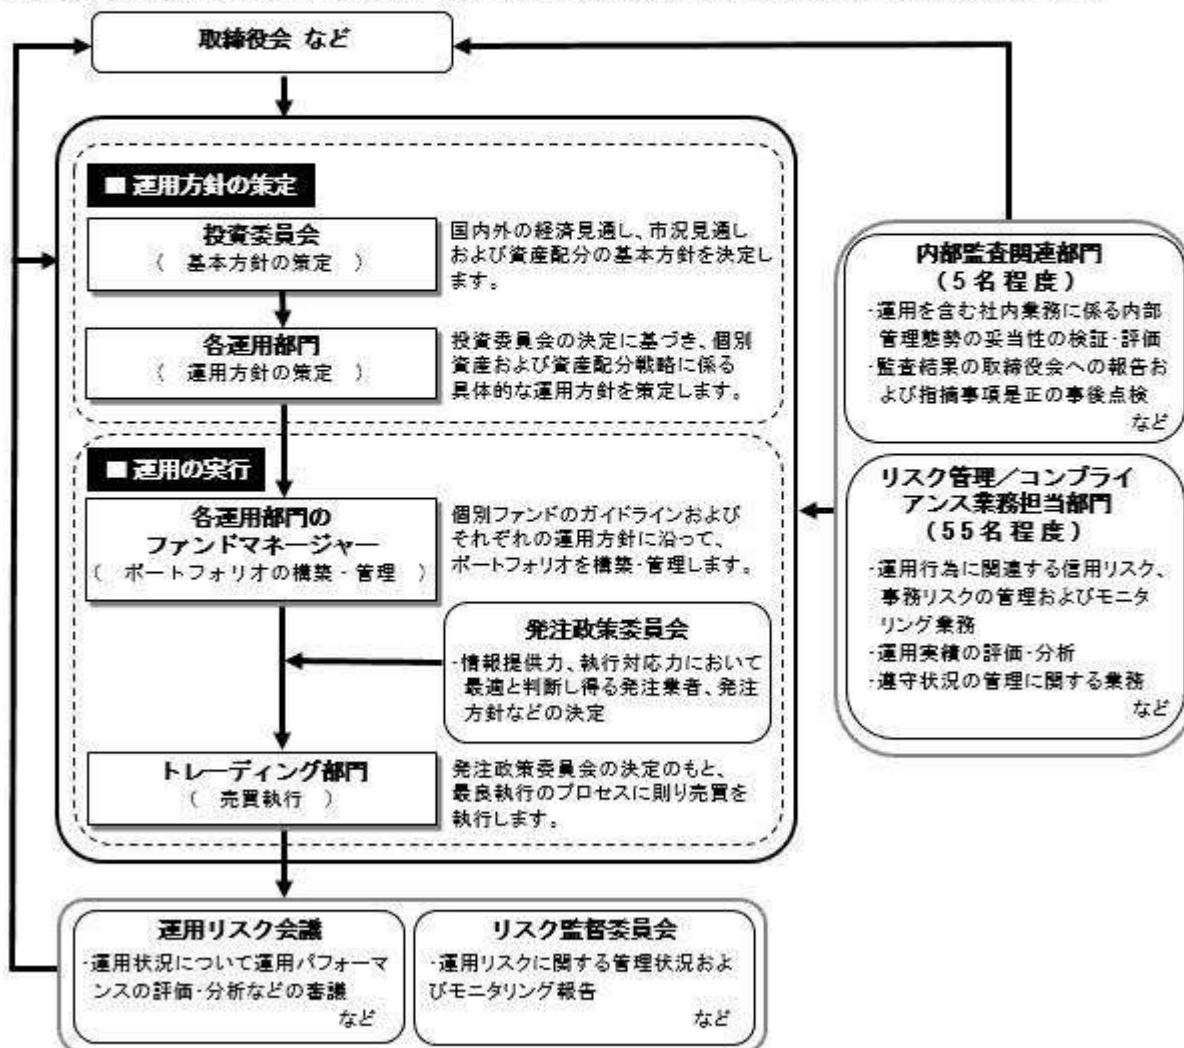 取締役会 など
■ 運用方針の策定
投資委員会
( 基本方針の策定 )
国内外の経済見通し、市況見通し
および資産配分の基本方針を決定し
ます。
各運用部門
( 運用方針の策定 )
投資委員会の決定に基づき、個別
資産および資産配分戦略に係る
具体的な運用方針を策定します。
■ 運用の実行
各運用部門の
ファンドマネージャー
( ポートフォリオの構築・管理 )
個別ファンドのガイドラインおよび
それぞれの運用方針に沿って、
ポートフォリオを構築・管理します。
発注政策委員会
・情報提供力、執行対応力において
最適と判断し得る発注業者、発注
方針などの決定
トレーディング部門
( 売買執行 )
発注政策委員会の決定のもと、
最良執行のプロセスに則り売買を
執行します。
運用リスク会議
・運用状況について運用パフォーマ
ンスの評価・分析などの審議
など
リスク監督委員会
・運用リスクに関する管理状況およ
びモニタリング報告
など
内部監査関連部門
(5名程度)
・運用を含む社内業務に係る内部
管理態勢の妥当性の検証・評価
・監査結果の取締役会への報告お
よび指摘事項是正の事後点検
など
リスク管理／コンプライ
アンス業務担当部門
(55名程度)
・運用行為に関連する信用リスク、
事務リスクの管理およびモニタ
リング業務
・運用実績の評価・分析
・遵守状況の管理に関する業務
など